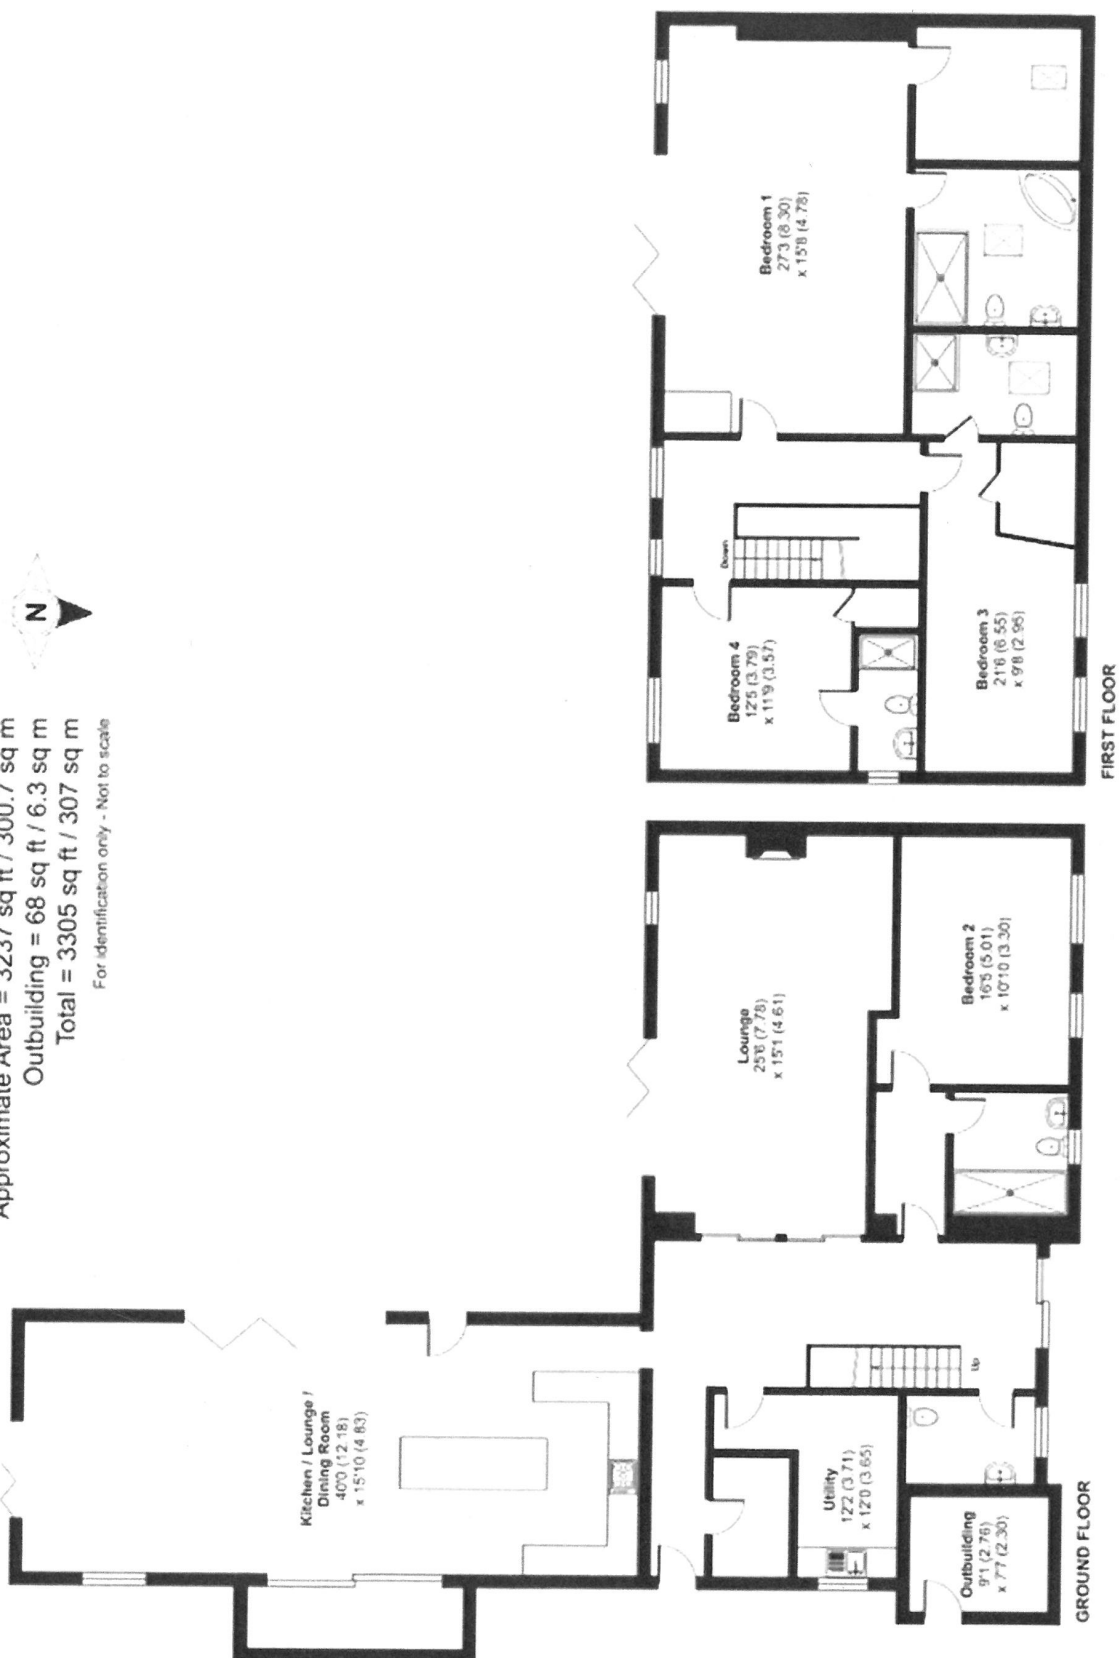 Approximate Area = 3237 sq ft / 300.7 sq m
Outbuilding = 68 sq ft / 6.3 sq m
Total = 3305 sq ft / 307 sq m
For identification only - Not to scale
N
Kitchen / Lounge /
Dining Room
40'0 (12.18)
x 15'10 (4.83)
Lounge
25'6 (7.78)
x 15'1 (4.61)
Bedroom 2
16'5 (5.01)
x 10'10 (3.30)
Utility
12'2 (3.71)
x 12'0 (3.65)
Up
Outbuilding
9'1 (2.76)
x 7'7 (2.30)
GROUND FLOOR
Bedroom 1
27'3 (8.30)
x 15'8 (4.78)
Down
Bedroom 4
12'5 (3.79)
x 11'9 (3.57)
Bedroom 3
21'6 (6.55)
x 9'8 (2.95)
FIRST FLOOR